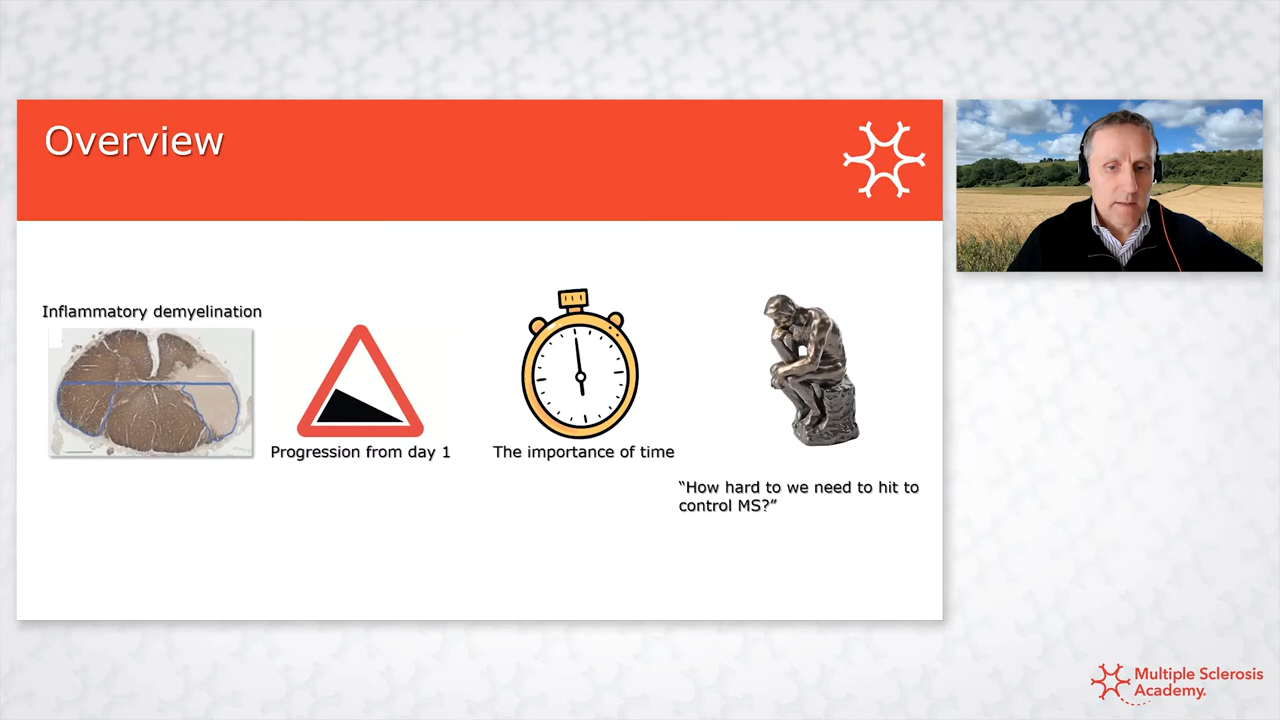 Overview
Inflammatory demyelination
Progression from day 1
The importance of time
“How hard to we need to hit to
control MS?”
Multiple Sclerosis
Academy.